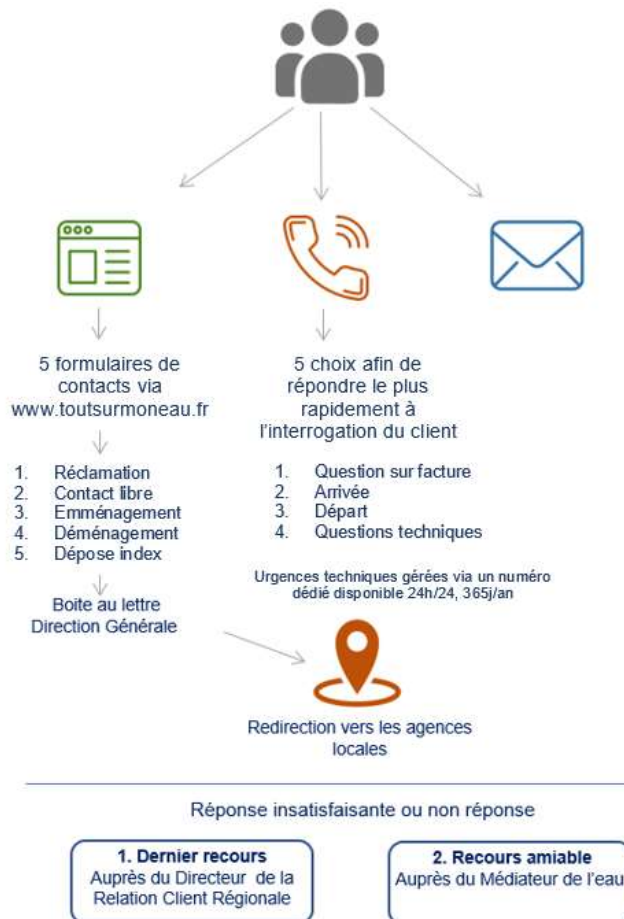 5 formulaires de
contacts via
www.toutsurmoneau.fr
1. Réclamation
2. Contact libre
3. Emménagement
4. Déménagement
5. Dépose index
Boite au lettre
Direction Générale
5 choix afin de
répondre le plus
rapidement à
l'interrogation du client
1. Question sur facture
2. Arrivée
3. Départ
4. Questions techniques
Urgences techniques gérées via un numéro
dédié disponible 24h/24, 365j/an
Redirection vers les agences
locales
Réponse insatisfaisante ou non réponse
1. Dernier recours
Auprès du Directeur de la
Relation Client Régionale
2. Recours amiable
Auprès du Médiateur de l'eau